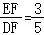 EF/DF = 3/5